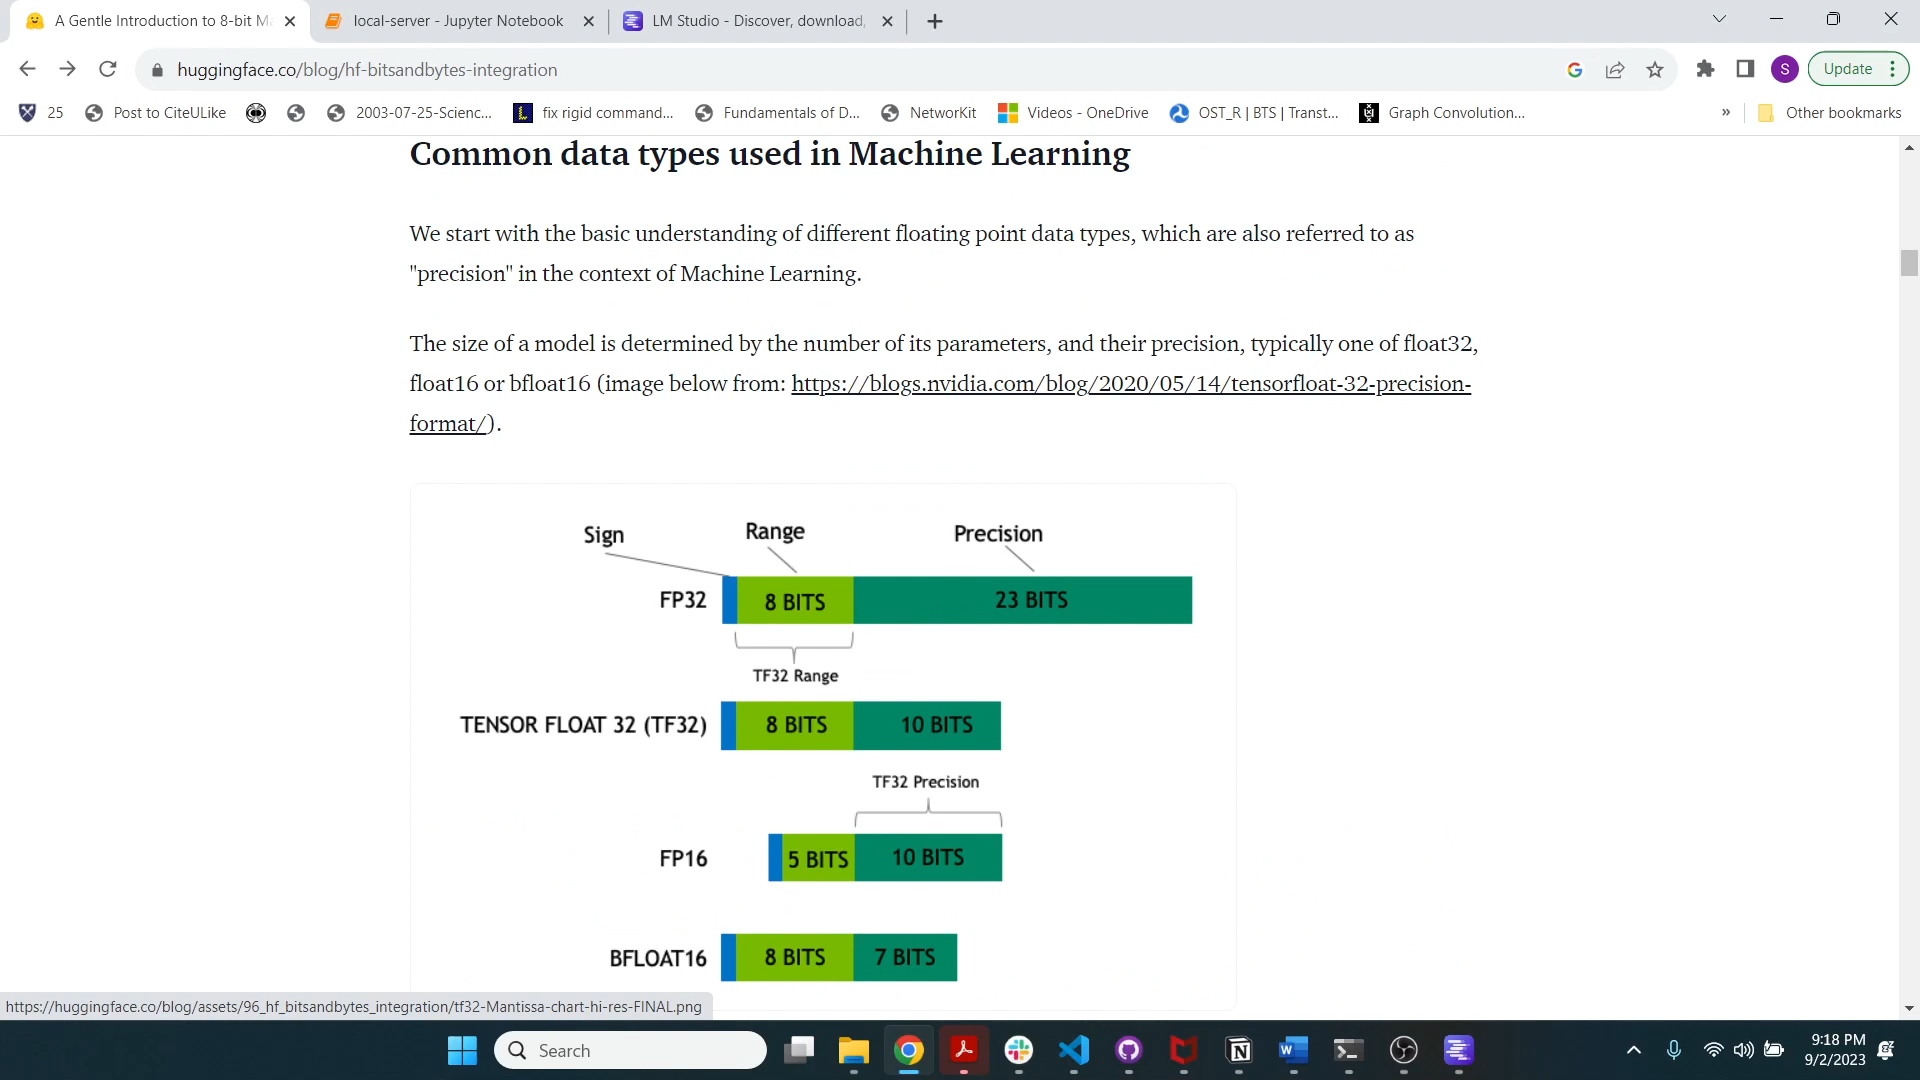 A Gentle Introduction to 8-bit Ma
local-server - Jupyter Notebook
LM Studio - Discover, download,
huggingface.co/blog/hf-bitsandbytes-integration
S
Update
25
Post to CiteULike
2003-07-25-Scienc...
fix rigid command...
Fundamentals of D...
NetworKit
Videos - OneDrive
OST_R | BTS | Transt...
Graph Convolution...
»
Other bookmarks
Common data types used in Machine Learning
We start with the basic understanding of different floating point data types, which are also referred to as
"precision" in the context of Machine Learning.
The size of a model is determined by the number of its parameters, and their precision, typically one of float32,
float16 or bfloat16 (image below from: https://blogs.nvidia.com/blog/2020/05/14/tensorfloat-32-precision-
format/).
Sign
Range
Precision
FP32
8 BITS
23 BITS
TF32 Range
TENSOR FLOAT 32 (TF32)
8 BITS
10 BITS
TF32 Precision
FP16
5 BITS
10 BITS
BFLOAT16
8 BITS
7 BITS
https://huggingface.co/blog/assets/96_hf_bitsandbytes_integration/tf32-Mantissa-chart-hi-res-FINAL.png
Search
9:18 PM
9/2/2023